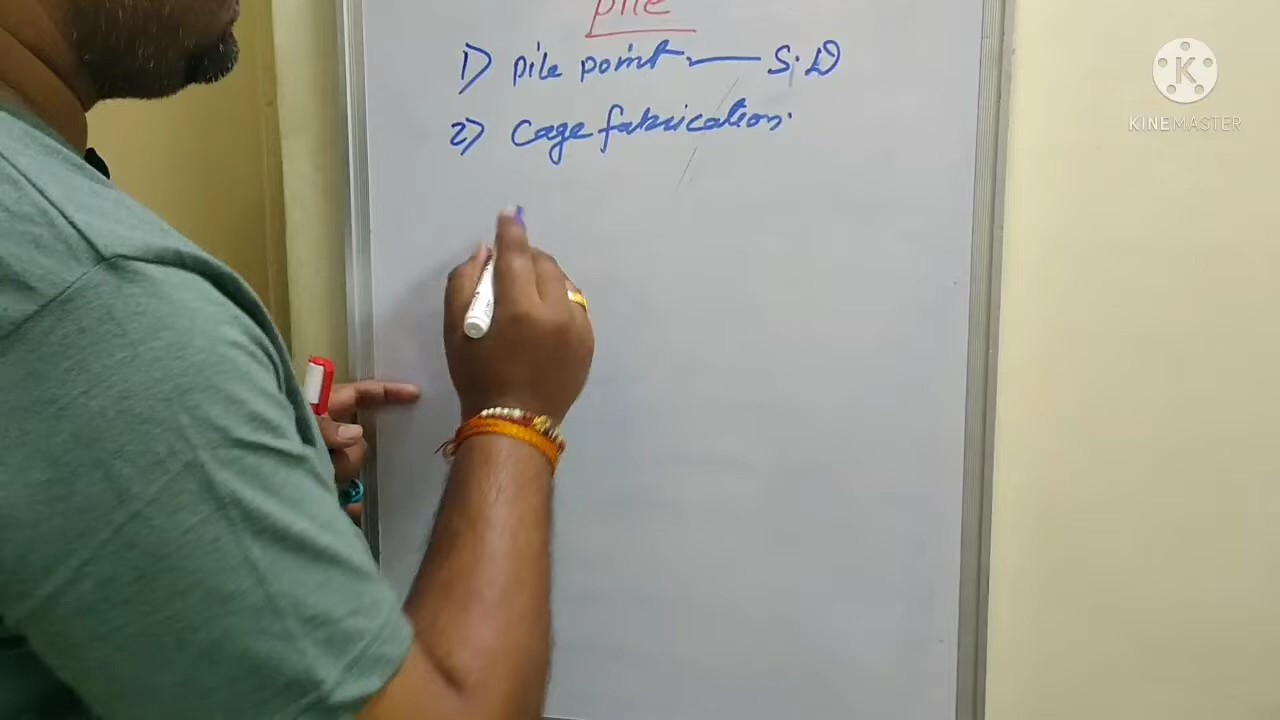 pile
1) pile point — S.D
2) Cage fabrication.
K
KINEMASTER